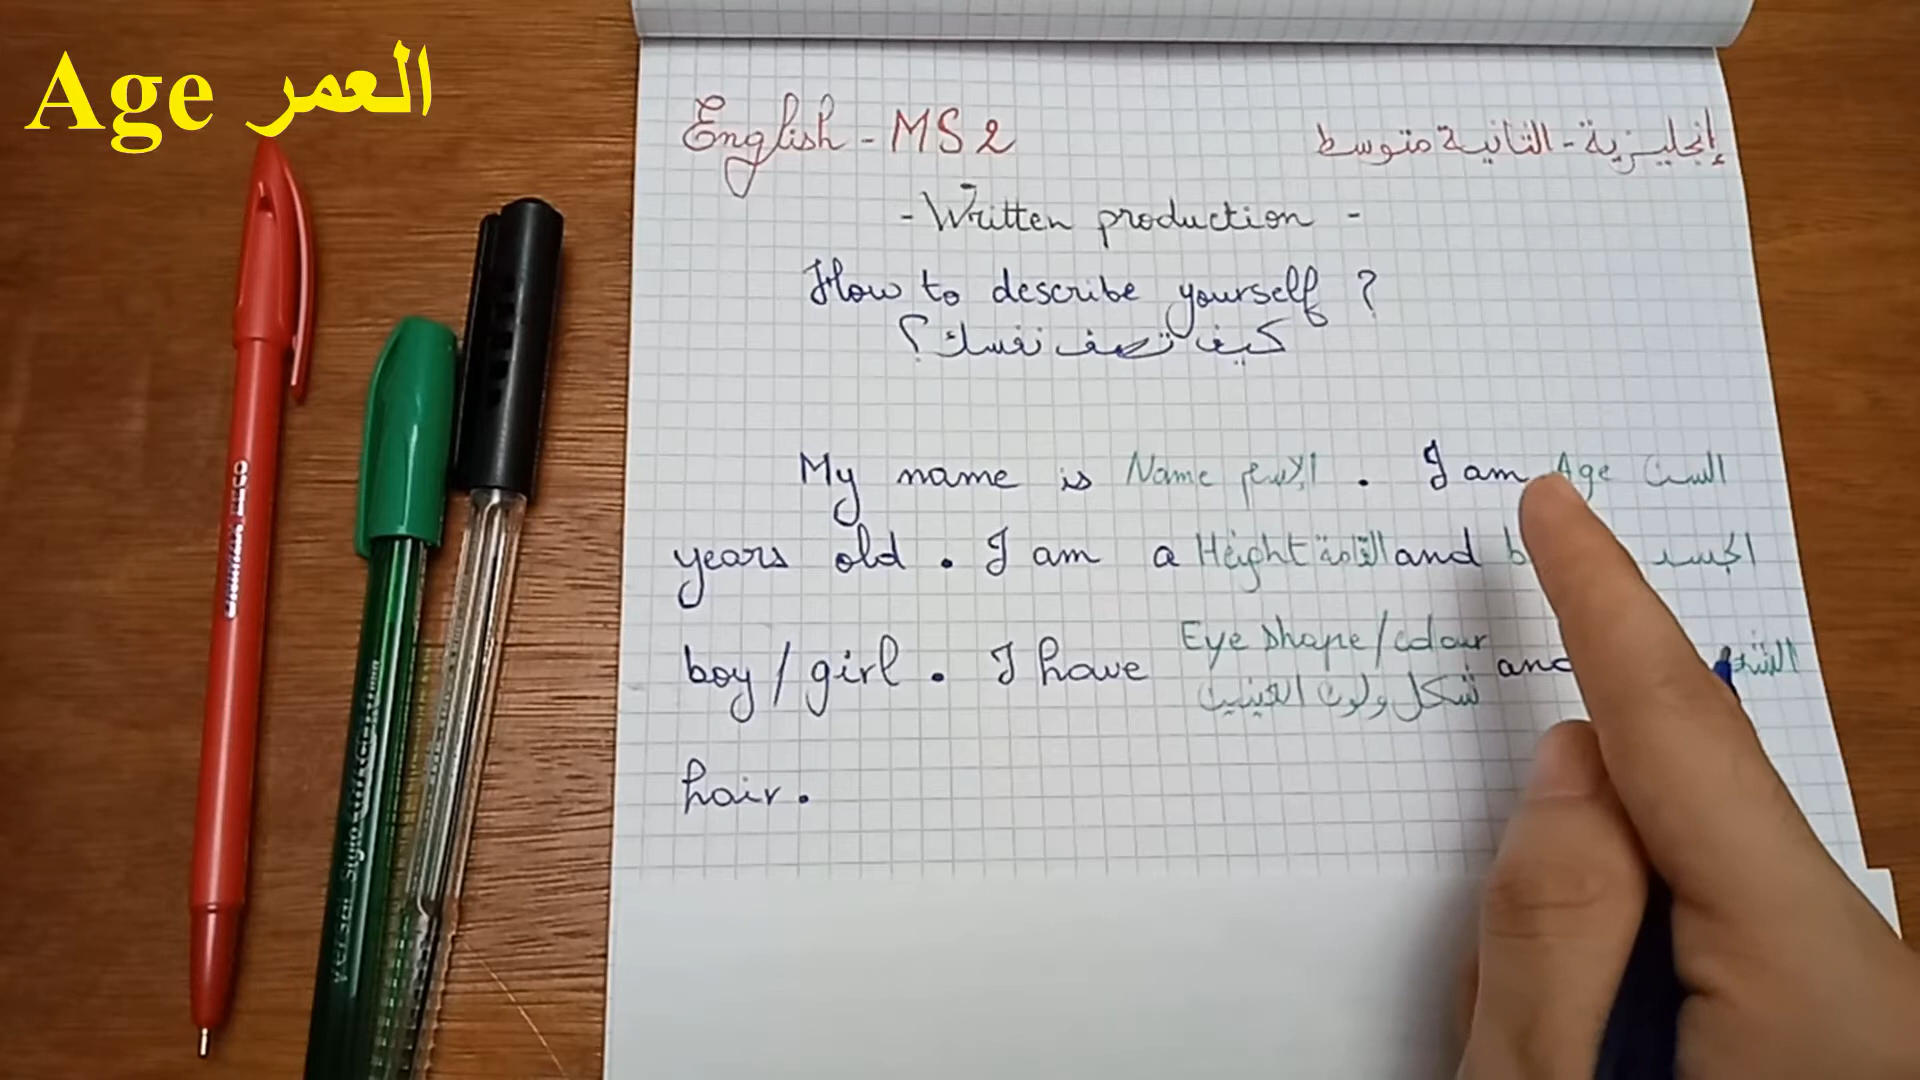 Age العمر
English - MS2 إنجليزية - الثانية متوسط
- Written production -
How to describe yourself ?
كيف تصف نفسك ؟
My name is Name الإسم . I am Age السن
years old . I am a Height القامة and الجسد
boy / girl . I have Eye shape / colour and
شكل ولون العينين
hair .